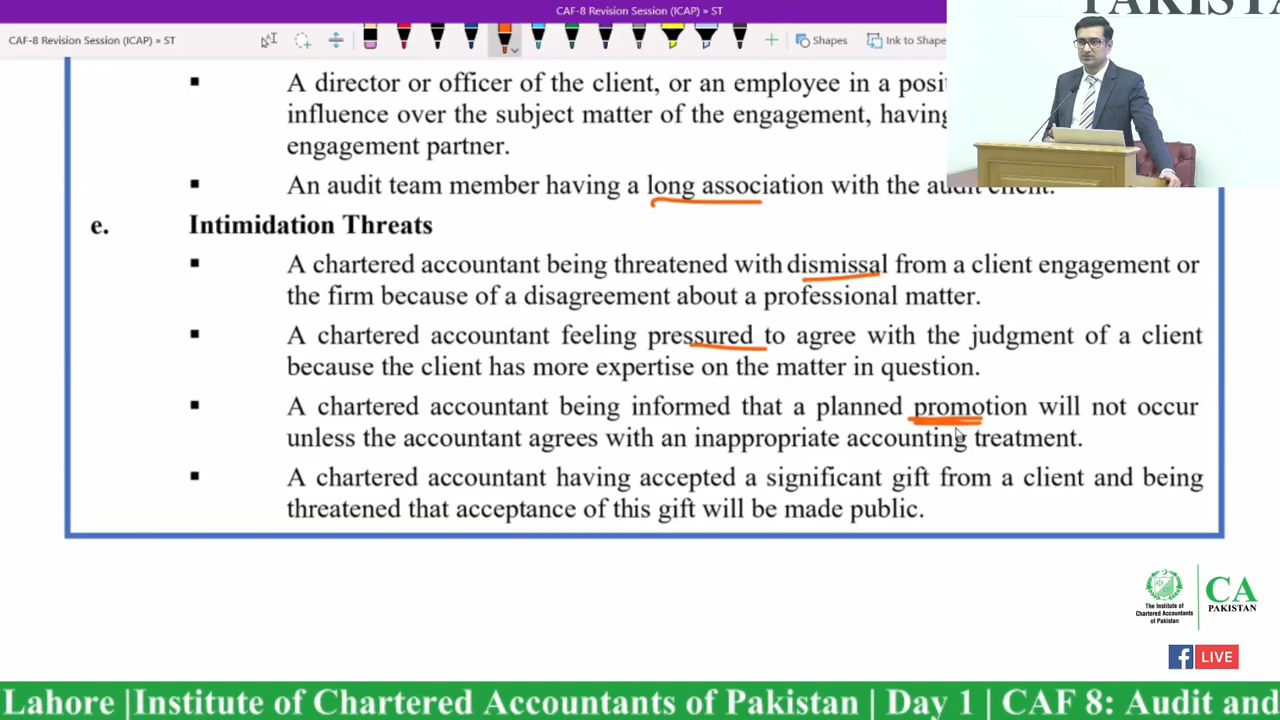 CAF-8 Revision Session (ICAP) » ST
CAF-8 Revision Session (ICAP) » ST
Shapes
Ink to Shape
PAKISTA
▪ A director or officer of the client, or an employee in a posit
influence over the subject matter of the engagement, having
engagement partner.
▪ An audit team member having a long association with the audit client.
e. Intimidation Threats
▪ A chartered accountant being threatened with dismissal from a client engagement or
the firm because of a disagreement about a professional matter.
▪ A chartered accountant feeling pressured to agree with the judgment of a client
because the client has more expertise on the matter in question.
▪ A chartered accountant being informed that a planned promotion will not occur
unless the accountant agrees with an inappropriate accounting treatment.
▪ A chartered accountant having accepted a significant gift from a client and being
threatened that acceptance of this gift will be made public.
The Institute of
Chartered Accountants
of Pakistan
CA
PAKISTAN
f LIVE
Lahore |Institute of Chartered Accountants of Pakistan | Day 1 | CAF 8: Audit and